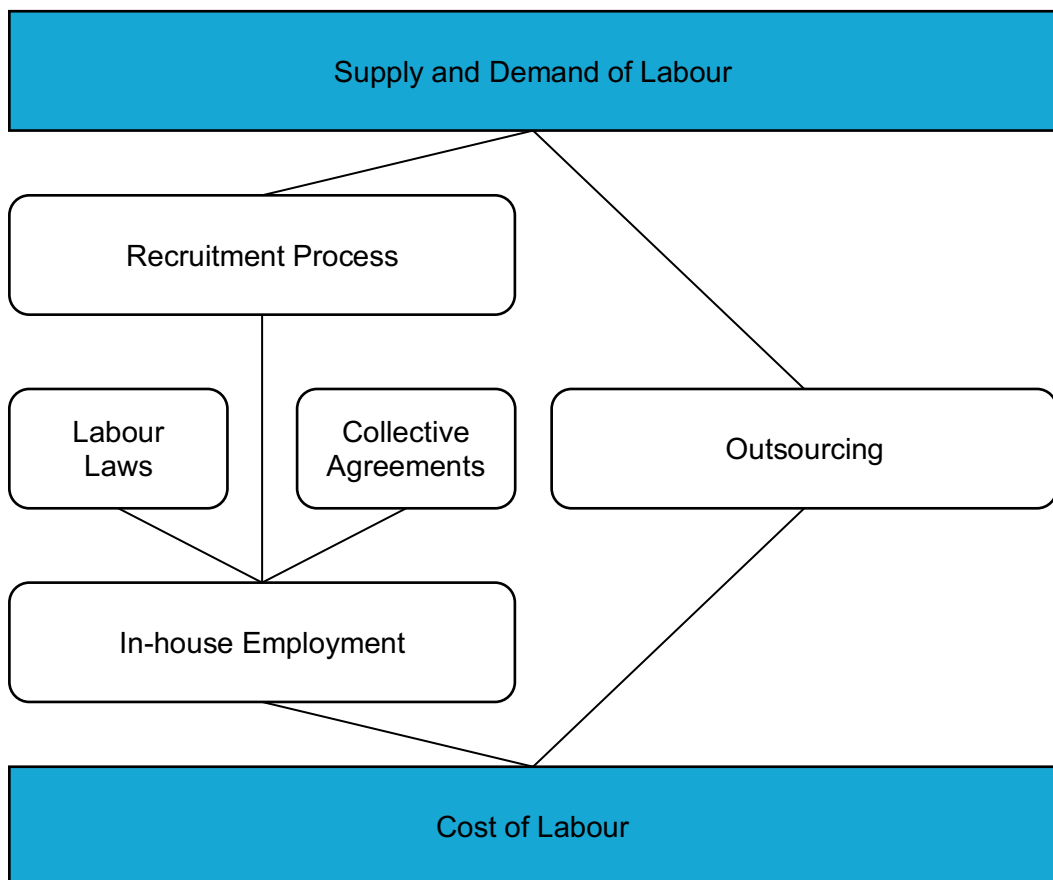 Supply and Demand of Labour
Recruitment Process
Labour
Laws
Collective
Agreements
Outsourcing
In-house Employment
Cost of Labour